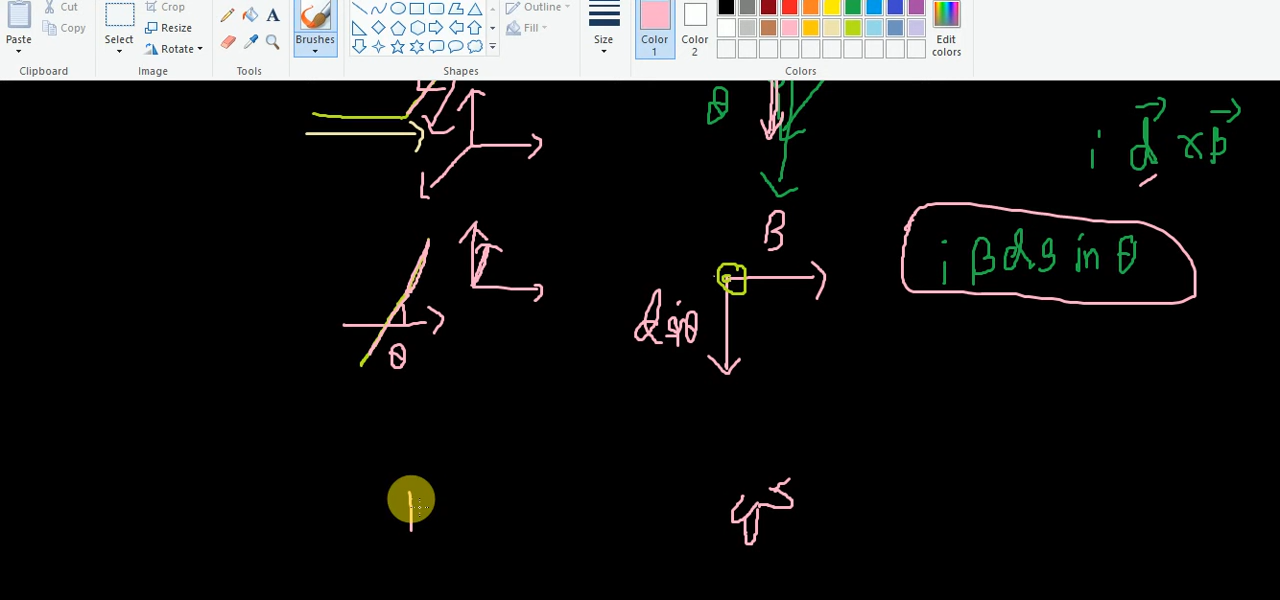 Cut
Crop
Outline
Paste
Copy
Select
Resize
Rotate
A
Brushes
Fill
Size
Color 1
Color 2
Edit colors
Clipboard
Image
Tools
Shapes
Colors
θ
i d × β
β
i β d sin θ
d sinθ
θ